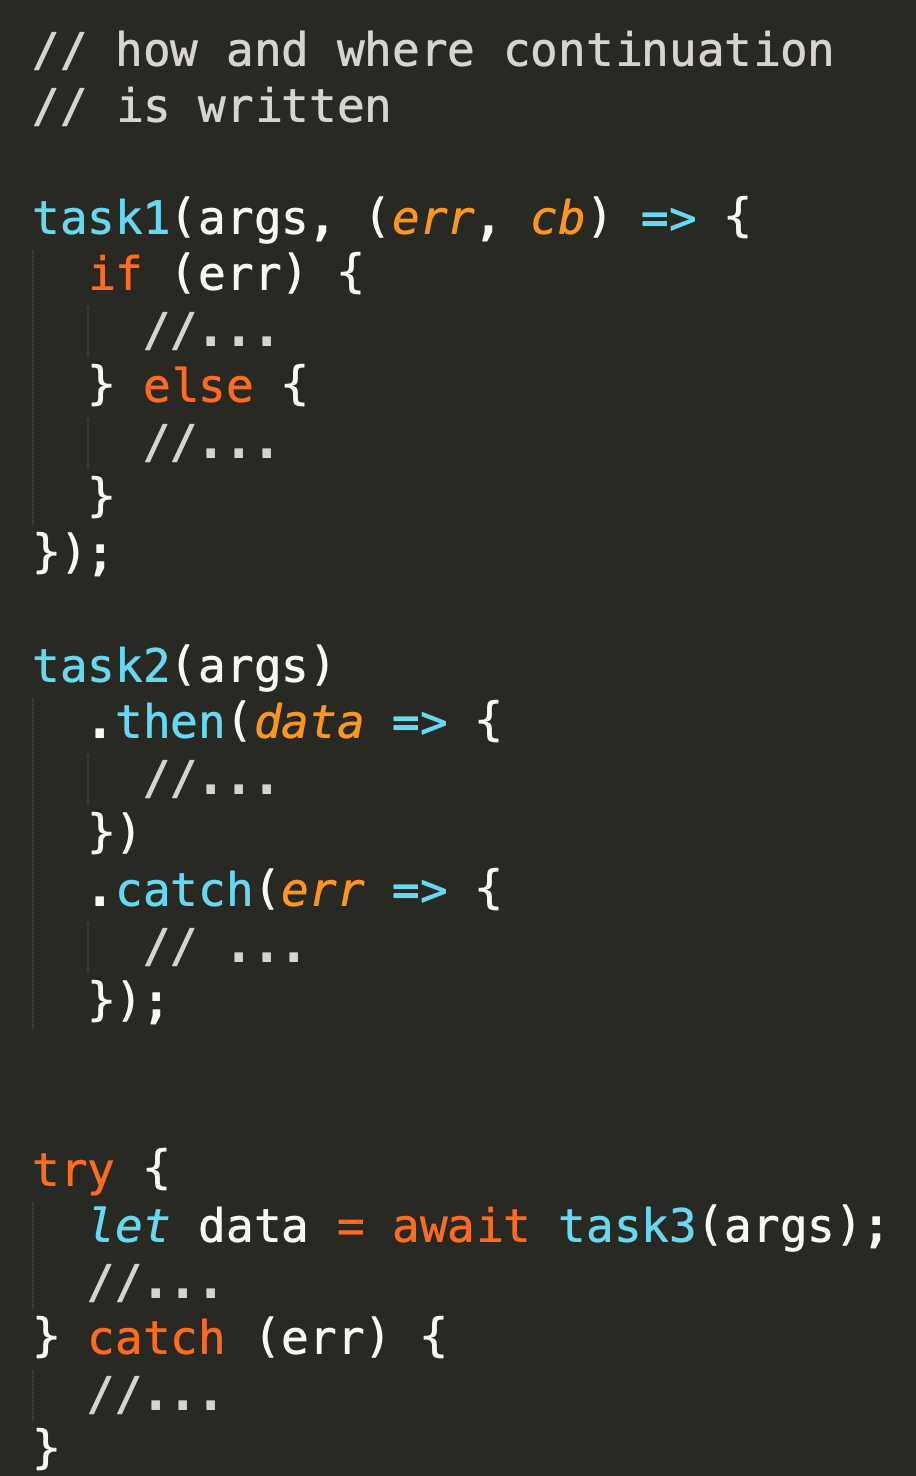 // how and where continuation
// is written
task1(args, (err, cb) => {
  if (err) {
    //...
  } else {
    //...
  }
});
task2(args)
  .then(data => {
    //...
  })
  .catch(err => {
    // ...
  });
try {
  let data = await task3(args);
  //...
} catch (err) {
  //...
}